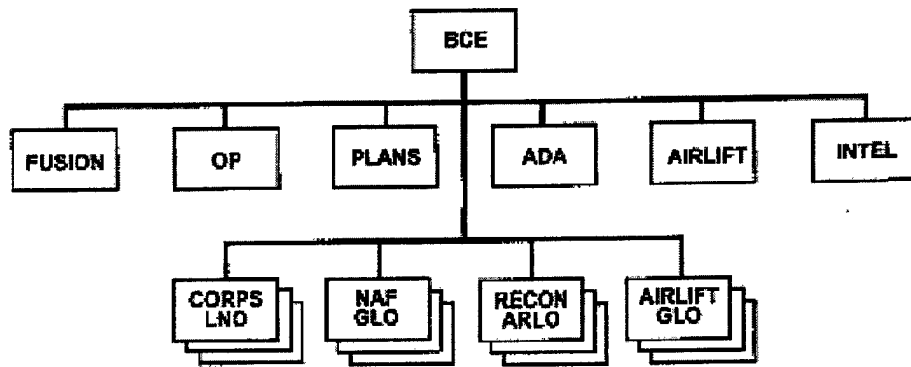 BCE
FUSION
OP
PLANS
ADA
AIRLIFT
INTEL
CORPS
LNO
NAF
GLO
RECON
ARLO
AIRLIFT
GLO